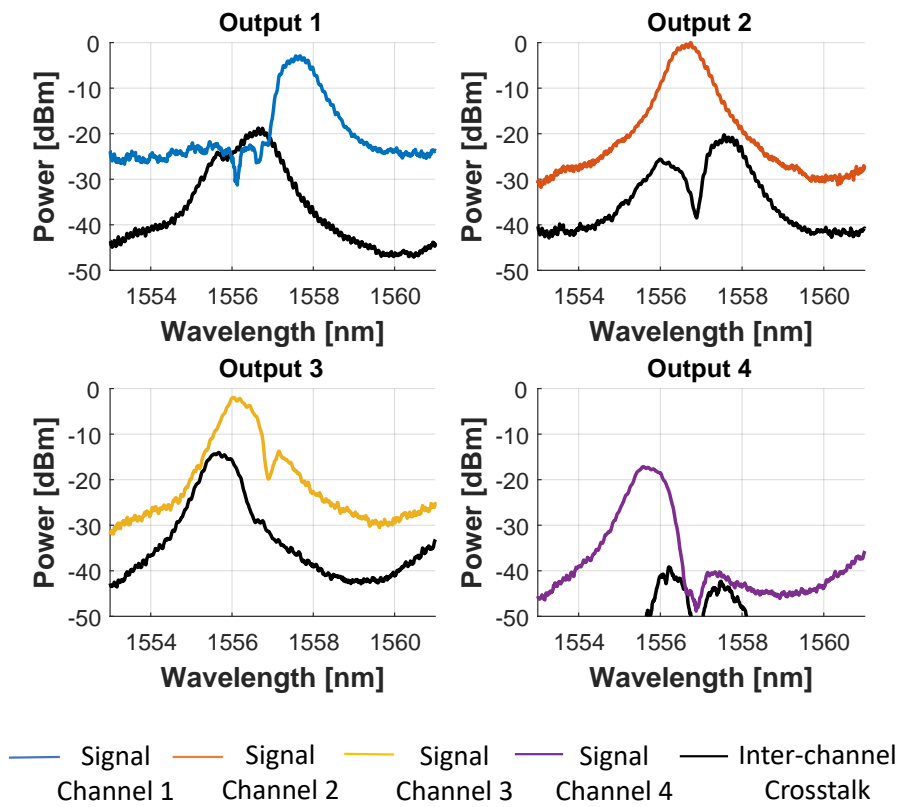 Output 1
0
-10
-20
-30
-40
-50
Power [dBm]
1554 1556 1558 1560
Wavelength [nm]
Output 2
0
-10
-20
-30
-40
-50
Power [dBm]
1554 1556 1558 1560
Wavelength [nm]
Output 3
0
-10
-20
-30
-40
-50
Power [dBm]
1554 1556 1558 1560
Wavelength [nm]
Output 4
0
-10
-20
-30
-40
-50
Power [dBm]
1554 1556 1558 1560
Wavelength [nm]
Signal
Channel 1
Signal
Channel 2
Signal
Channel 3
Signal
Channel 4
Inter-channel
Crosstalk